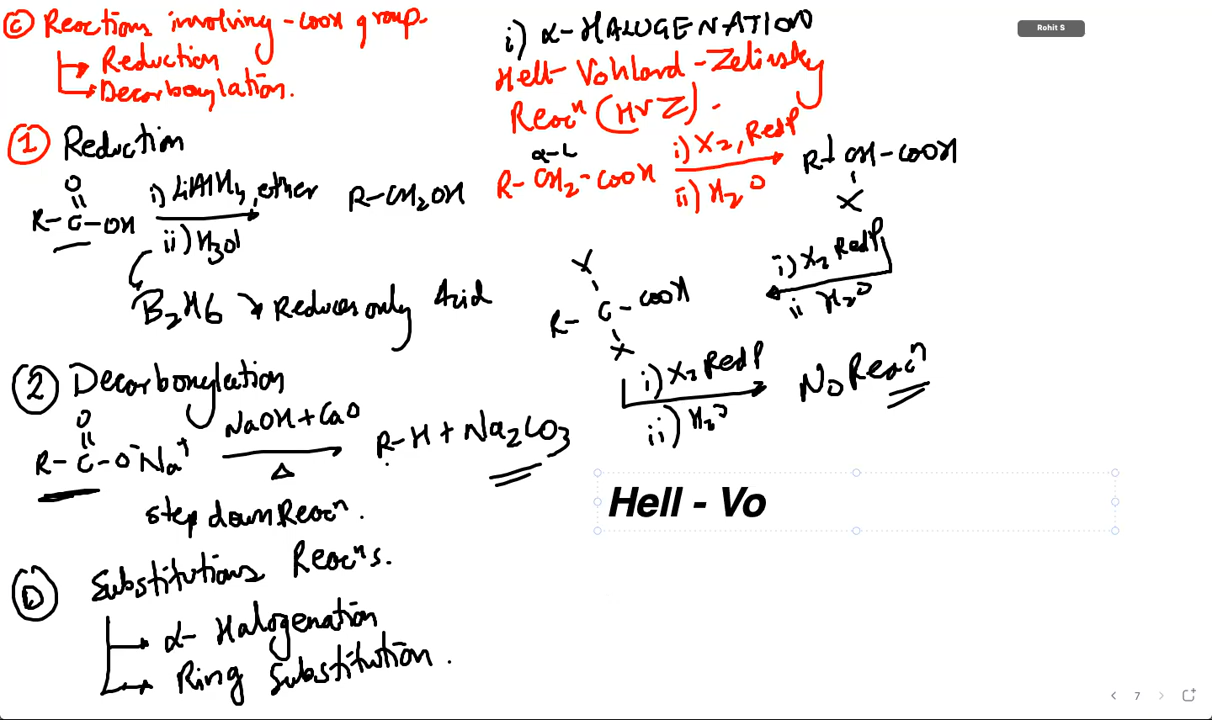 Ⓒ Reactions involving -COOH group.
→ Reduction
→ Decarbonylation.
① Reduction
O
R-C-OH
i) LiAlH4, ether
ii) H3O+
R-CH2OH
B2H6 → Reduces only Acid
② Decarbonylation
O
R-C-O⁻Na⁺
NaOH + CaO
Δ
R-H + Na2CO3
step down Reacⁿ.
Ⓓ Substitutions Reacⁿs.
→ α- Halogenation
→ Ring Substitution.
i) α-HALOGENATION
Hell-Vohlard-Zelinsky
Reacⁿ (HVZ).
R-CH2-COOH
i) X2, Red P
ii) H2O
R-CH-COOH
X
i) X2 Red P
ii H2O
X
R-C-COOH
X
i) X2 Red P
ii) H2O
No Reacⁿ
Hell - Vo
Rohit S
7